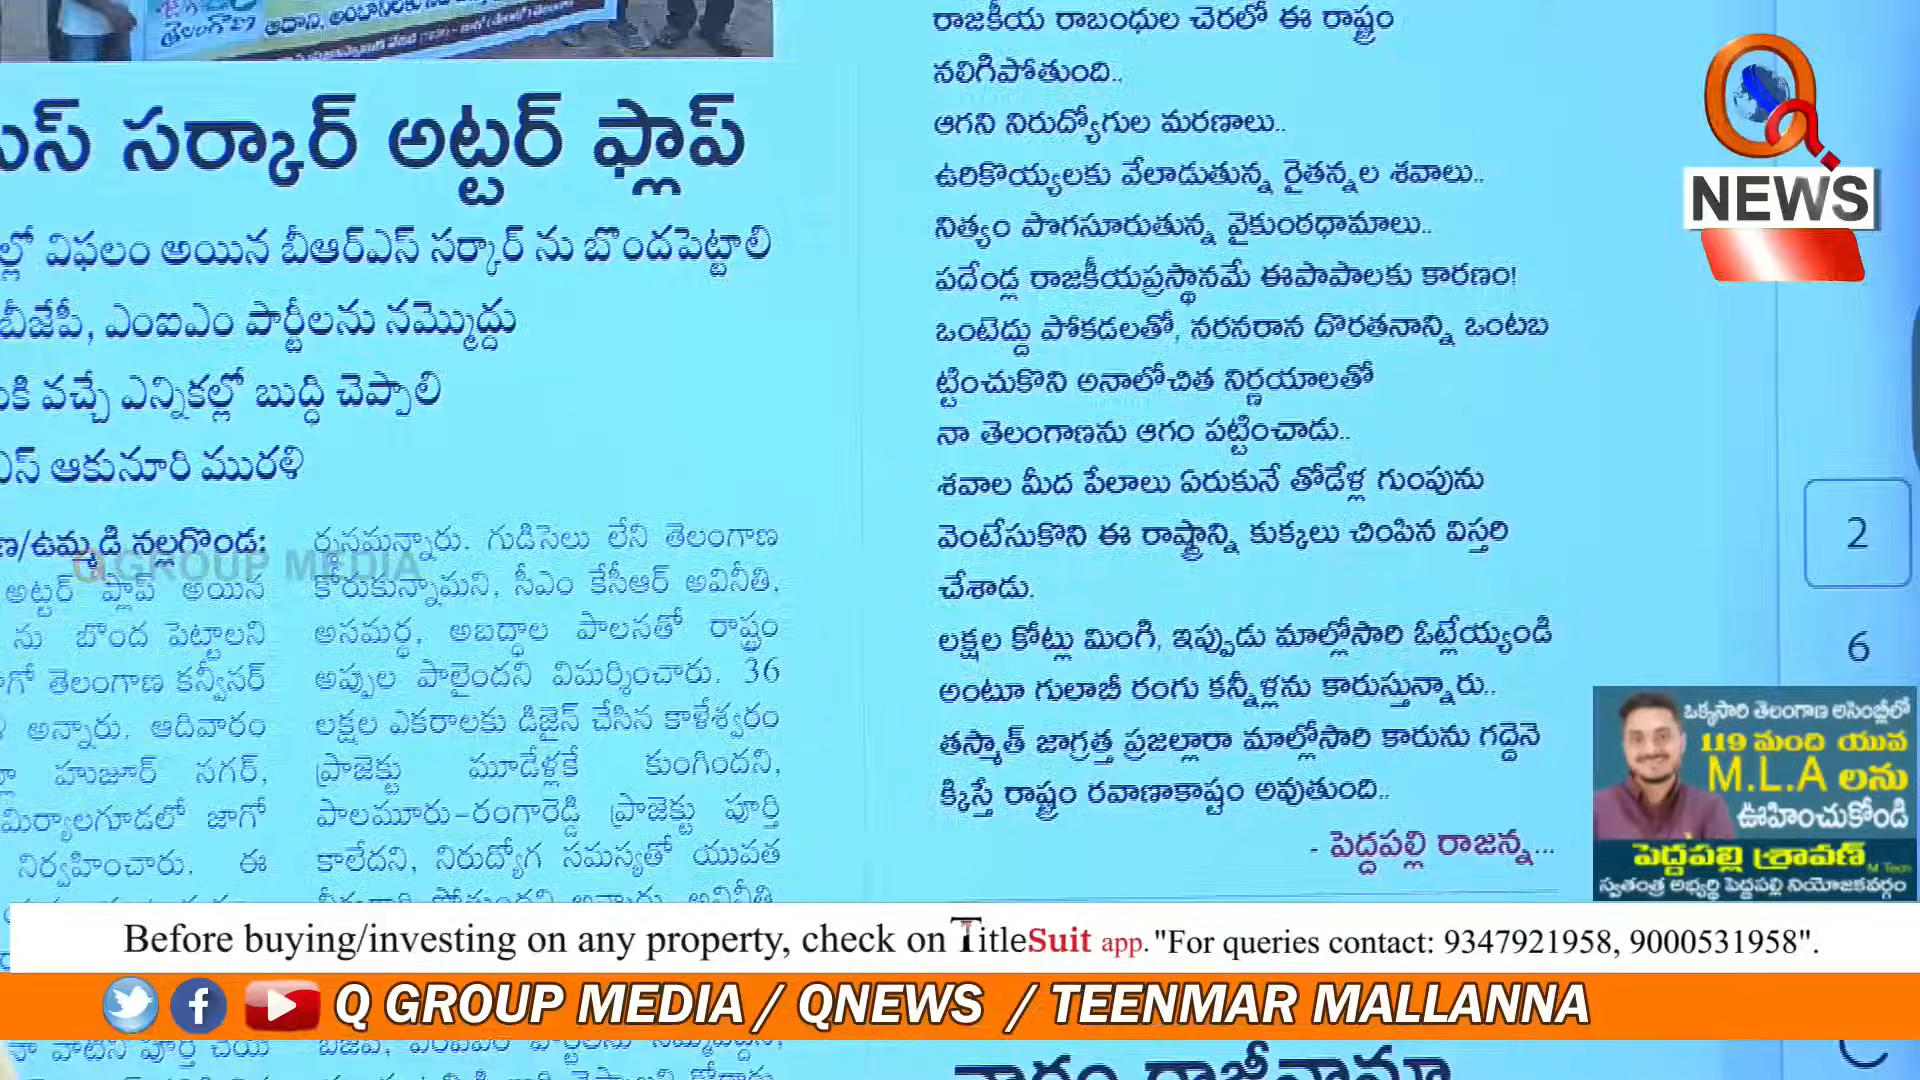 తెలంగాణ
ఎస్ సర్కార్ అట్టర్ ఫ్లాప్
ల్లో విఫలం అయిన బీఆర్ఎస్ సర్కార్ ను బొందపెట్టాలి
బీజేపీ, ఎంఐఎం పార్టీలను నమ్మొద్దు
కి వచ్చే ఎన్నికల్లో బుద్ధి చెప్పాలి
ఎస్ ఆకునూరి మురళి
ణ/ఉమ్మడి నల్లగొండ:
అట్టర్ ఫ్లాప్ అయిన
ను బొంద పెట్టాలని
గో తెలంగాణ కన్వీనర్
అన్నారు. ఆదివారం
హుజూర్ నగర్,
మిర్యాలగూడలో జాగో
నిర్వహించారు. ఈ
ర్శనమన్నారు. గుడిసెలు లేని తెలంగాణ
కోరుకున్నామని, సీఎం కేసీఆర్ అవినీతి,
అసమర్థ, అబద్ధాల పాలనతో రాష్ట్రం
అప్పుల పాలైందని విమర్శించారు. 36
లక్షల ఎకరాలకు డిజైన్ చేసిన కాళేశ్వరం
ప్రాజెక్టు మూడేళ్లకే కుంగిందని,
పాలమూరు-రంగారెడ్డి ప్రాజెక్టు పూర్తి
కాలేదని, నిరుద్యోగ సమస్యతో యువత
రాజకీయ రాబంధుల చెరలో ఈ రాష్ట్రం
నలిగిపోతుంది..
ఆగని నిరుద్యోగుల మరణాలు..
ఉరికొయ్యలకు వేలాడుతున్న రైతన్నల శవాలు..
నిత్యం పొగసూరుతున్న వైకుంఠధామాలు..
పదేండ్ల రాజకీయప్రస్థానమే ఈపాపాలకు కారణం!
ఒంటెద్దు పోకడలతో, నరనరాన దొరతనాన్ని ఒంటబ
ట్టించుకొని అనాలోచిత నిర్ణయాలతో
నా తెలంగాణను ఆగం పట్టించాడు..
శవాల మీద పేలాలు ఏరుకునే తోడేళ్ల గుంపును
వెంటేసుకొని ఈ రాష్ట్రాన్ని కుక్కలు చింపిన విస్తరి
చేశాడు.
లక్షల కోట్లు మింగి, ఇప్పుడు మాల్లోసారి ఓట్లేయ్యండి
అంటూ గులాబీ రంగు కన్నీళ్లను కారుస్తున్నారు..
తస్మాత్ జాగ్రత్త ప్రజల్లారా మాల్లోసారి కారును గద్దెనె
క్కిస్తే రాష్ట్రం రవాణాకాష్టం అవుతుంది..
- పెద్దపల్లి రాజన్న...
Q GROUP MEDIA
Q
NEWS
2
6
ఒక్కసారి తెలంగాణ అసెంబ్లీలో
119 మంది యువ
M.L.A లను
ఊహించుకోండి
పెద్దపల్లి శ్రావణ్ M Tech
స్వతంత్ర అభ్యర్థి పెద్దపల్లి నియోజకవర్గం
Before buying/investing on any property, check on TitleSuit app. "For queries contact: 9347921958, 9000531958".
Q GROUP MEDIA / QNEWS / TEENMAR MALLANNA